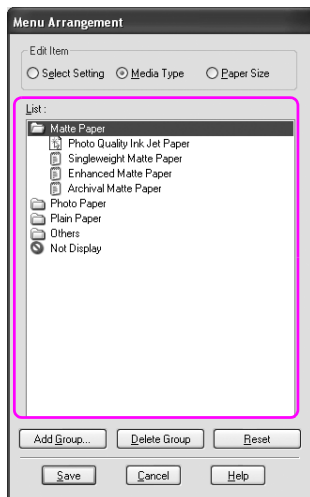 Menu Arrangement
Edit Item
Select Setting Media Type Paper Size
List :
Matte Paper
Photo Quality Ink Jet Paper
Singleweight Matte Paper
Enhanced Matte Paper
Archival Matte Paper
Photo Paper
Plain Paper
Others
Not Display
Add Group... Delete Group Reset
Save Cancel Help